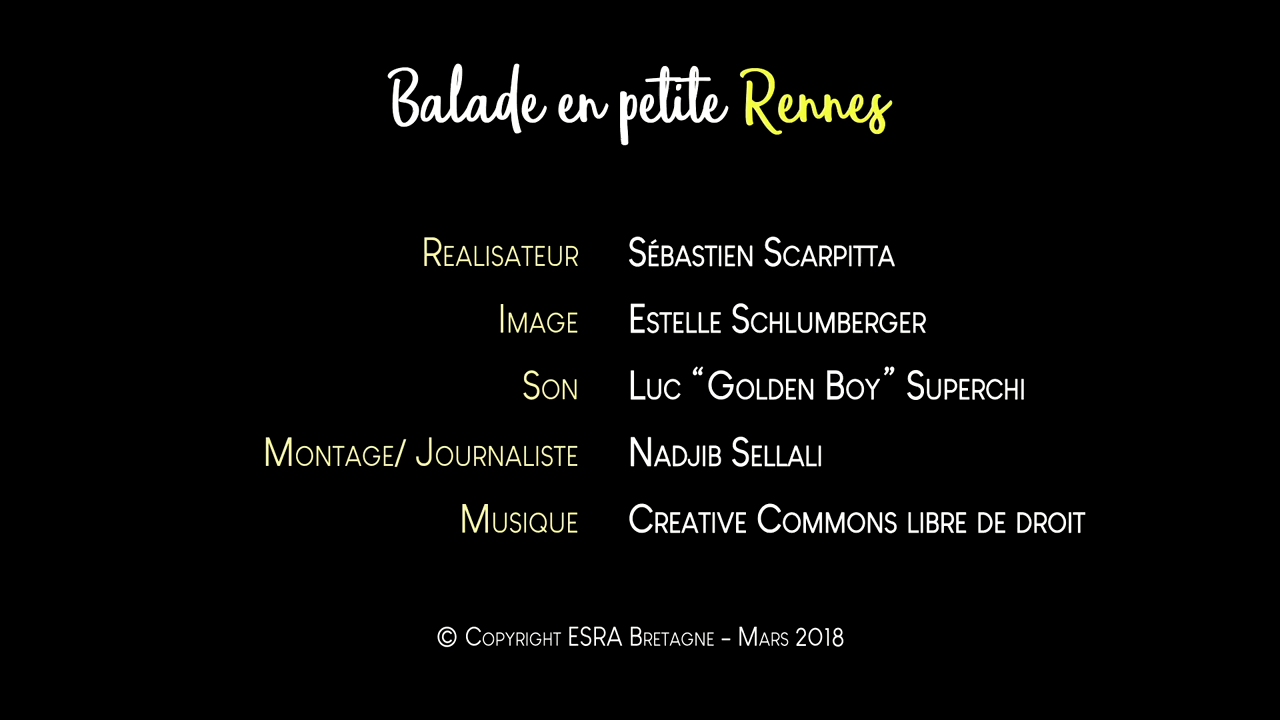 Balade en petite Rennes
Realisateur Sébastien Scarpitta
Image Estelle Schlumberger
Son Luc “Golden Boy” Superchi
Montage/ Journaliste Nadjib Sellali
Musique Creative Commons libre de droit
© Copyright ESRA Bretagne - Mars 2018